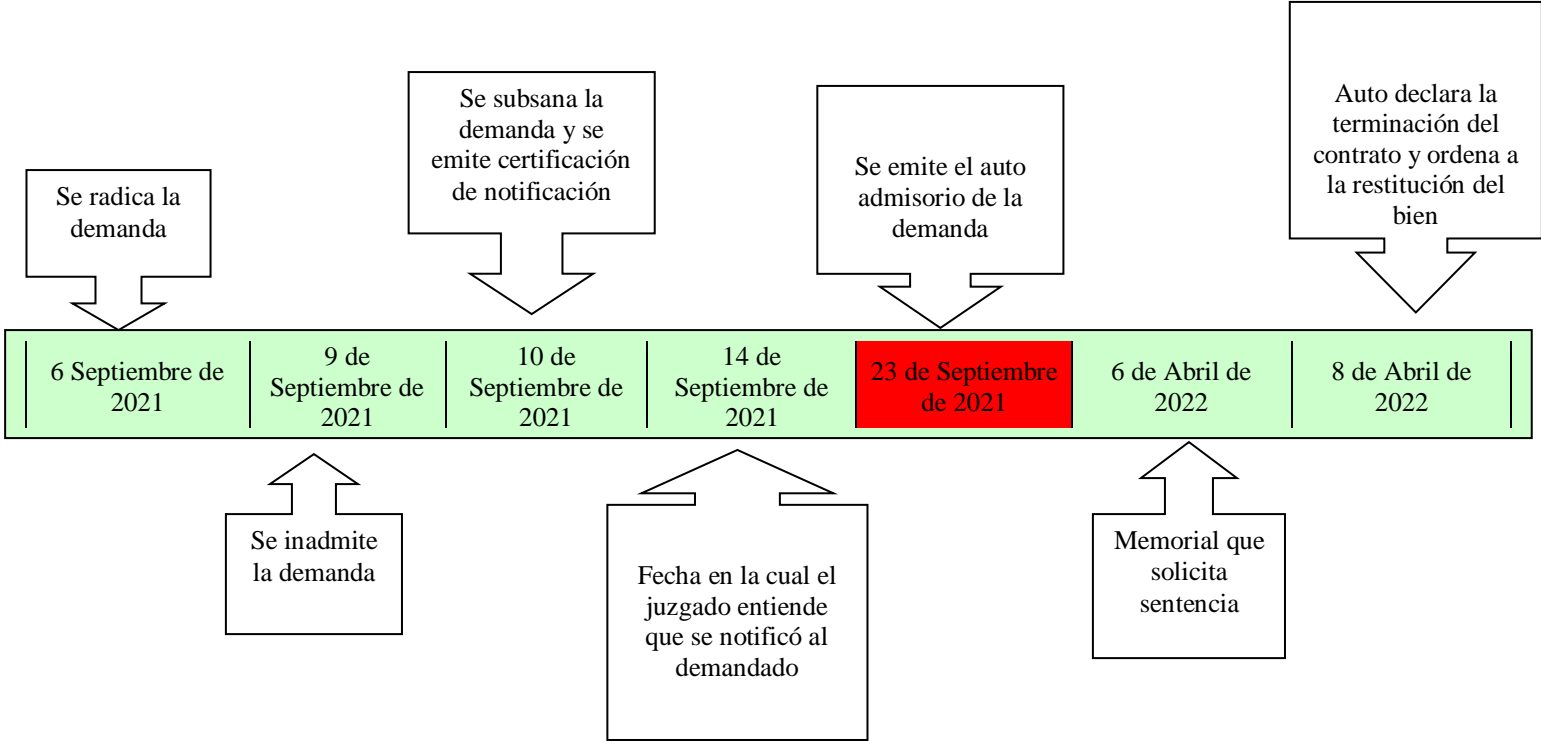 Se radica la
demanda
Se subsana la
demanda y se
emite certificación
de notificación
Se emite el auto
admisorio de la
demanda
Auto declara la
terminación del
contrato y ordena a
la restitución del
bien
6 Septiembre de
2021
9 de
Septiembre de
2021
10 de
Septiembre de
2021
14 de
Septiembre de
2021
23 de Septiembre
de 2021
6 de Abril de
2022
8 de Abril de
2022
Se inadmite
la demanda
Fecha en la cual el
juzgado entiende
que se notificó al
demandado
Memorial que
solicita
sentencia